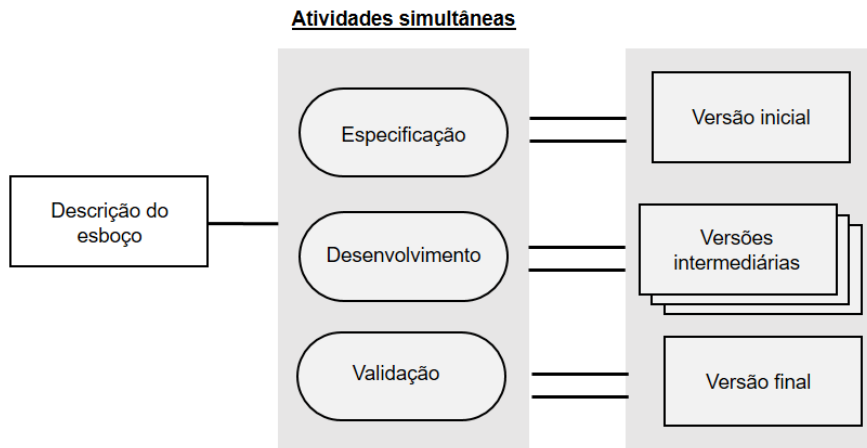 Atividades simultâneas
Descrição do
esboço
Especificação
Desenvolvimento
Validação
Versão inicial
Versões
intermediárias
Versão final